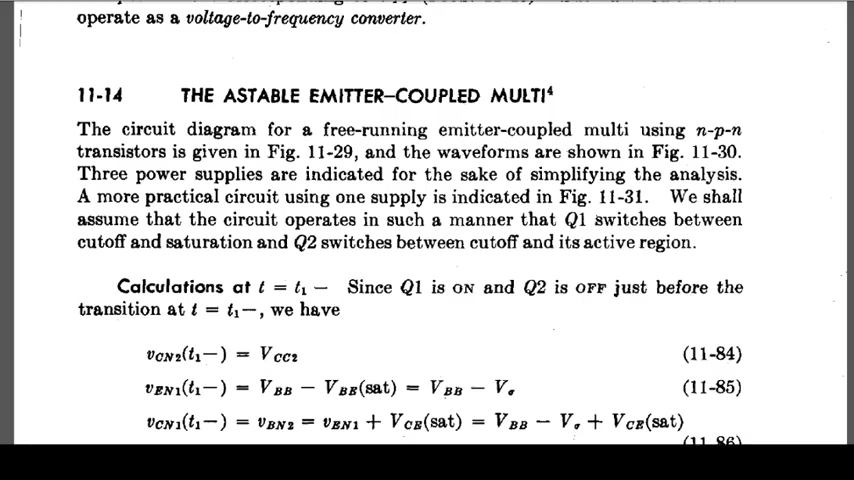 operate as a voltage-to-frequency converter.
11-14 THE ASTABLE EMITTER–COUPLED MULTI⁴
The circuit diagram for a free-running emitter-coupled multi using n-p-n
transistors is given in Fig. 11-29, and the waveforms are shown in Fig. 11-30.
Three power supplies are indicated for the sake of simplifying the analysis.
A more practical circuit using one supply is indicated in Fig. 11-31. We shall
assume that the circuit operates in such a manner that Q1 switches between
cutoff and saturation and Q2 switches between cutoff and its active region.
Calculations at t = t₁ − Since Q1 is ON and Q2 is OFF just before the
transition at t = t₁−, we have
v_CN2(t₁−) = V_CC2 (11-84)
v_EN1(t₁−) = V_BB − V_BE(sat) = V_BB − V_σ (11-85)
v_CN1(t₁−) = v_BN2 = v_EN1 + V_CE(sat) = V_BB − V_σ + V_CE(sat)
(11-86)